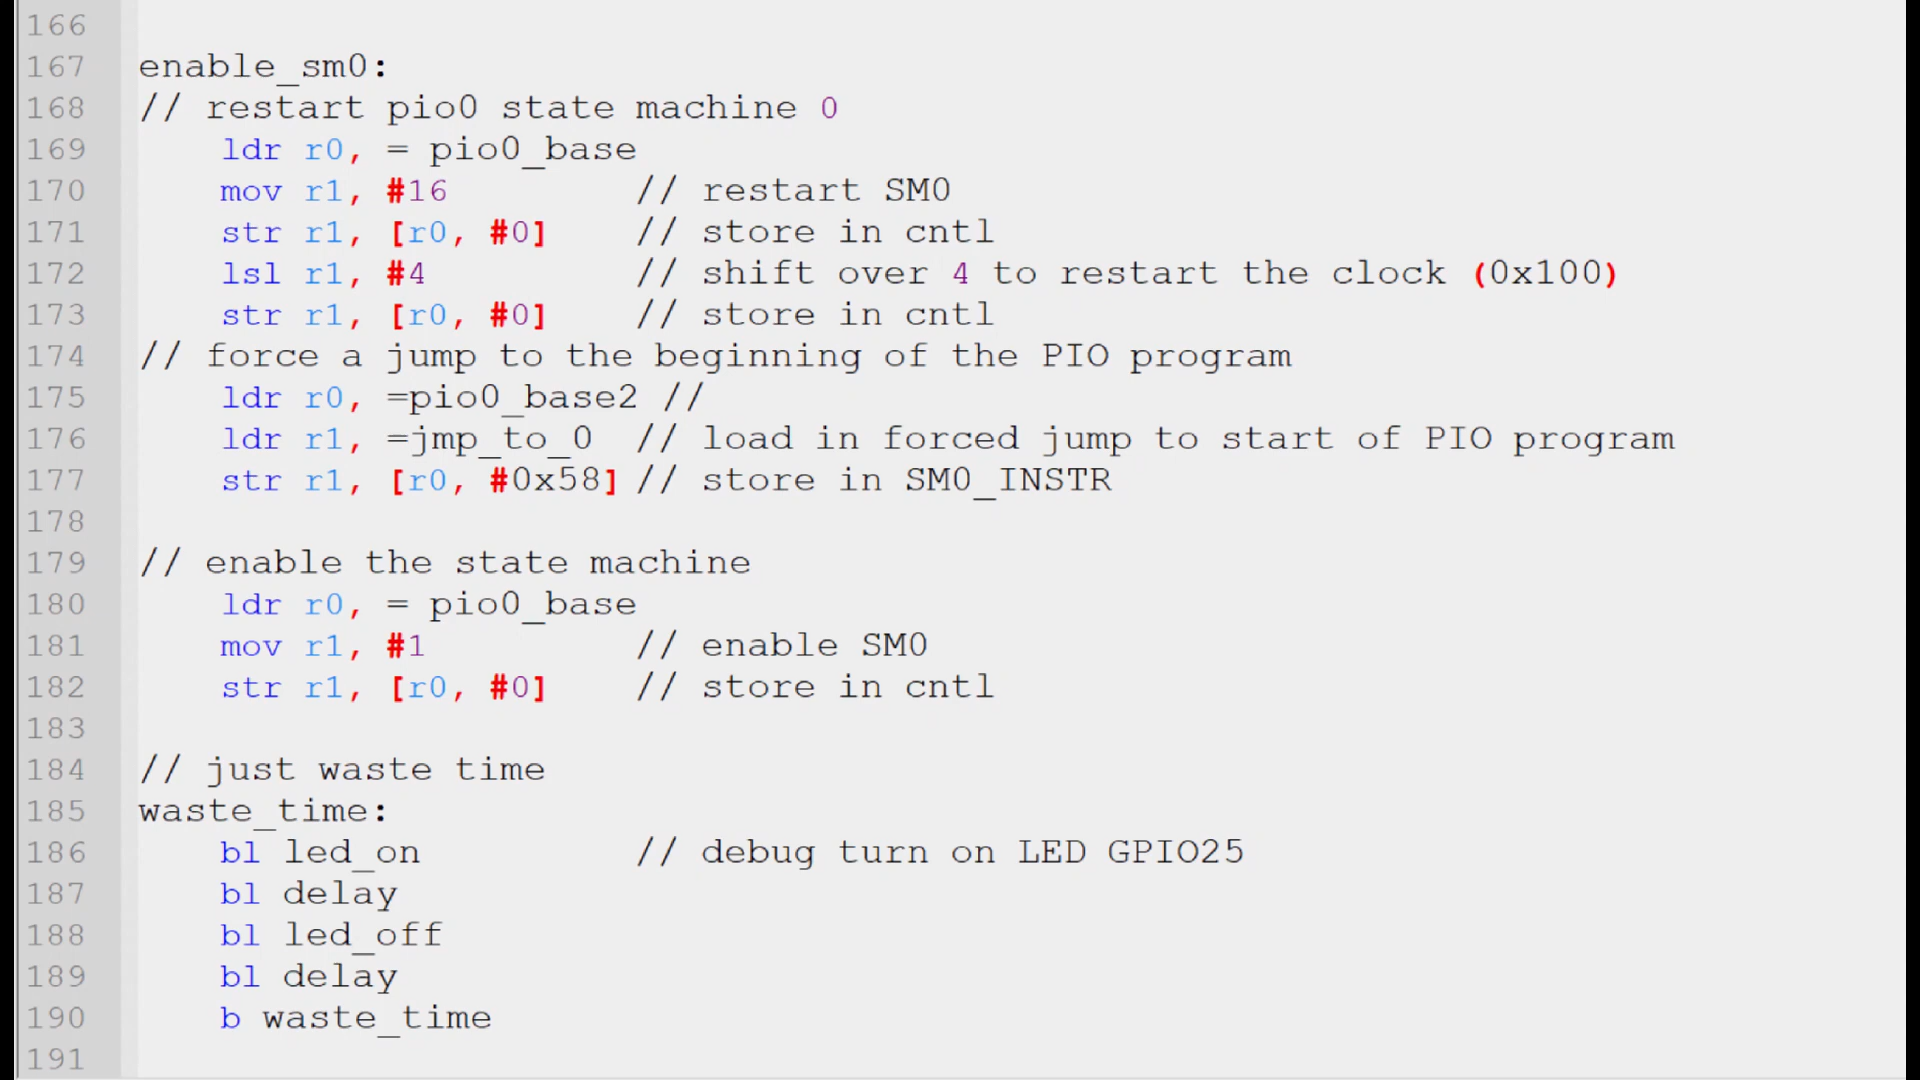 166
167 enable_sm0:
168 // restart pio0 state machine 0
169 ldr r0, = pio0_base
170 mov r1, #16 // restart SM0
171 str r1, [r0, #0] // store in cntl
172 lsl r1, #4 // shift over 4 to restart the clock (0x100)
173 str r1, [r0, #0] // store in cntl
174 // force a jump to the beginning of the PIO program
175 ldr r0, =pio0_base2 //
176 ldr r1, =jmp_to_0 // load in forced jump to start of PIO program
177 str r1, [r0, #0x58] // store in SM0_INSTR
178
179 // enable the state machine
180 ldr r0, = pio0_base
181 mov r1, #1 // enable SM0
182 str r1, [r0, #0] // store in cntl
183
184 // just waste time
185 waste_time:
186 bl led_on // debug turn on LED GPIO25
187 bl delay
188 bl led_off
189 bl delay
190 b waste_time
191